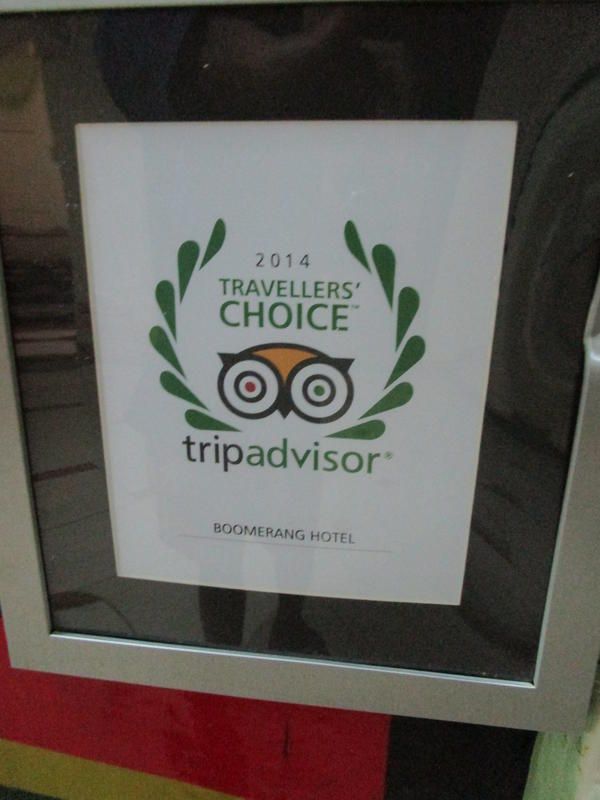 2014
TRAVELLERS'
CHOICE™
tripadvisor®
BOOMERANG HOTEL